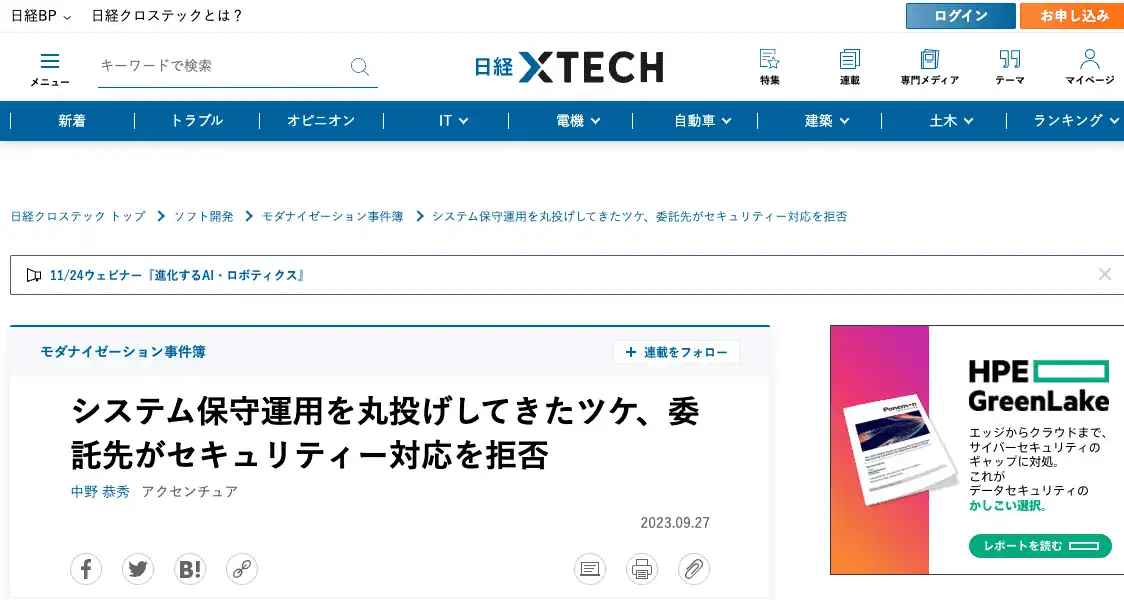 日経BP
日経クロステックとは？
ログイン
お申し込み
メニュー
キーワードで検索
日経XTECH
特集
連載
専門メディア
テーマ
マイページ
新着
トラブル
オピニオン
IT
電機
自動車
建築
土木
ランキング
日経クロステック トップ
ソフト開発
モダナイゼーション事件簿
システム保守運用を丸投げしてきたツケ、委託先がセキュリティー対応を拒否
11/24ウェビナー『進化するAI・ロボティクス』
モダナイゼーション事件簿
＋ 連載をフォロー
システム保守運用を丸投げしてきたツケ、委
託先がセキュリティー対応を拒否
中野 恭秀 アクセンチュア
2023.09.27
B!
HPE
GreenLake
エッジからクラウドまで、
サイバーセキュリティの
ギャップに対処。
これが
データセキュリティの
かしこい選択。
レポートを読む
Ponemon